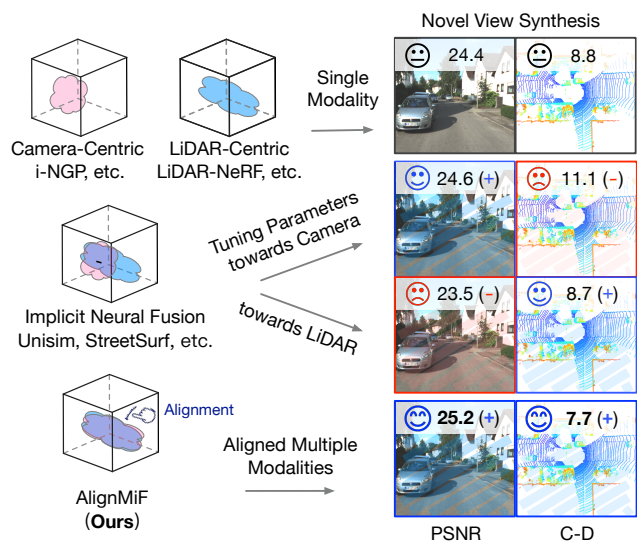 Novel View Synthesis
24.4
8.8
Single
Modality
Camera-Centric
i-NGP, etc.
LiDAR-Centric
LiDAR-NeRF, etc.
24.6 (+)
11.1 (-)
Tuning Parameters
towards Camera
23.5 (-)
8.7 (+)
towards LiDAR
Implicit Neural Fusion
Unisim, StreetSurf, etc.
Alignment
25.2 (+)
7.7 (+)
Aligned Multiple
Modalities
AlignMiF
(Ours)
PSNR
C-D